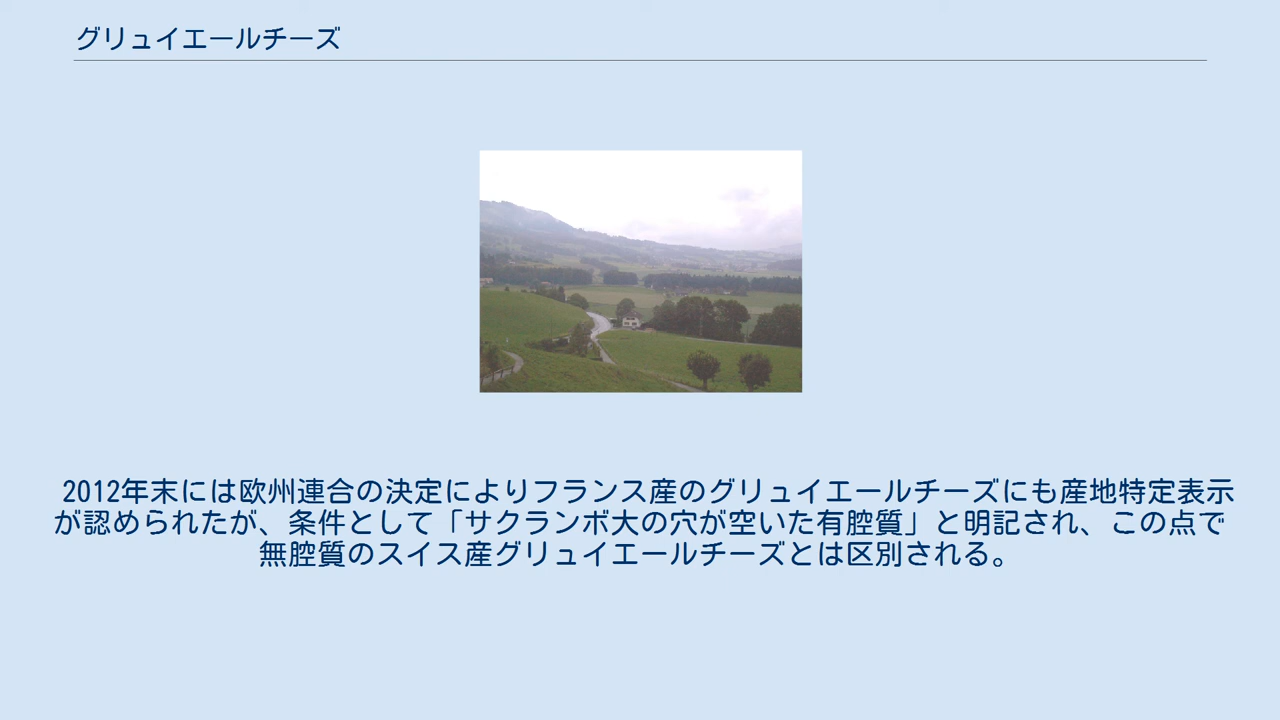 グリュイエールチーズ
2012年末には欧州連合の決定によりフランス産のグリュイエールチーズにも産地特定表示
が認められたが、条件として「サクランボ大の穴が空いた有腔質」と明記され、この点で
無腔質のスイス産グリュイエールチーズとは区別される。